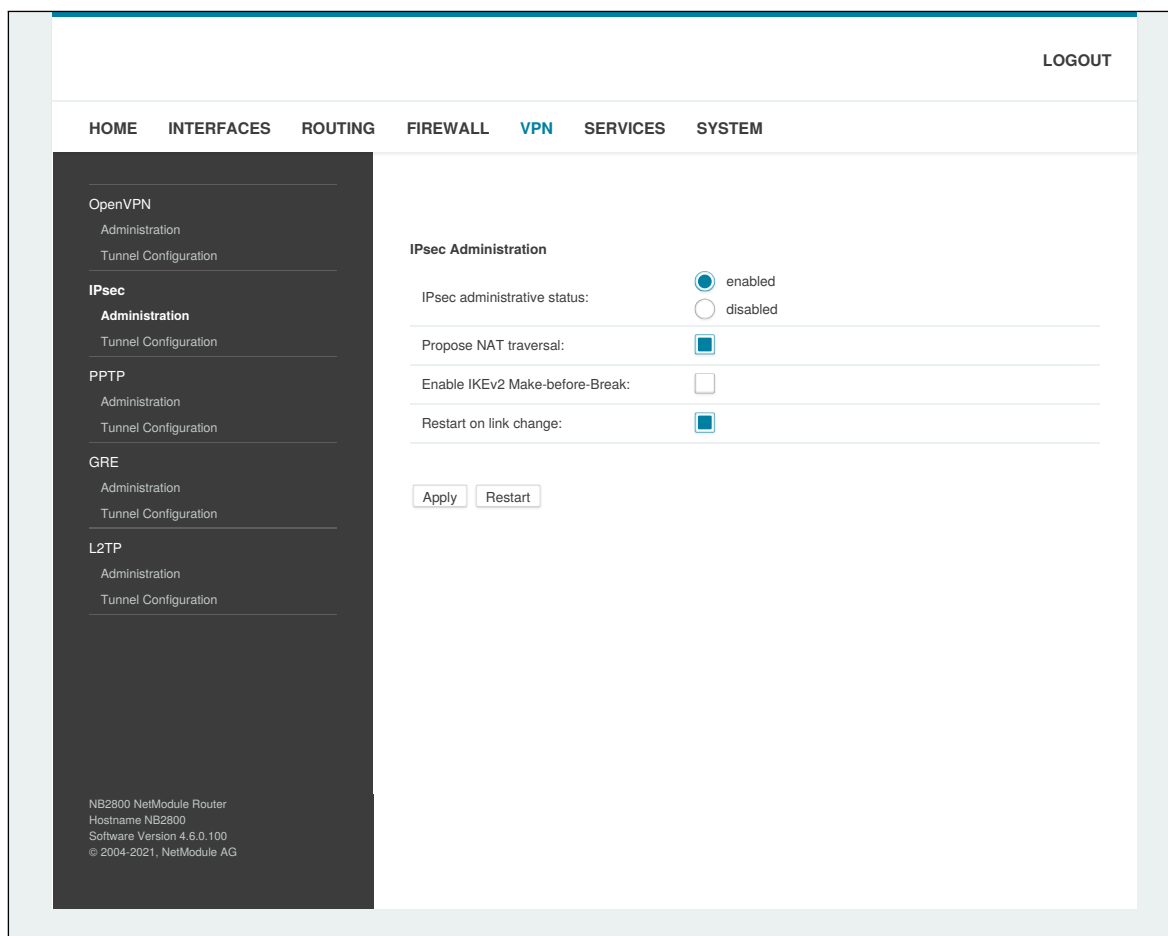 LOGOUT
HOME INTERFACES ROUTING FIREWALL VPN SERVICES SYSTEM
OpenVPN
Administration
Tunnel Configuration
IPsec
Administration
Tunnel Configuration
PPTP
Administration
Tunnel Configuration
GRE
Administration
Tunnel Configuration
L2TP
Administration
Tunnel Configuration
NB2800 NetModule Router
Hostname NB2800
Software Version 4.6.0.100
© 2004-2021, NetModule AG
IPsec Administration
IPsec administrative status:
enabled
disabled
Propose NAT traversal:
Enable IKEv2 Make-before-Break:
Restart on link change:
Apply Restart